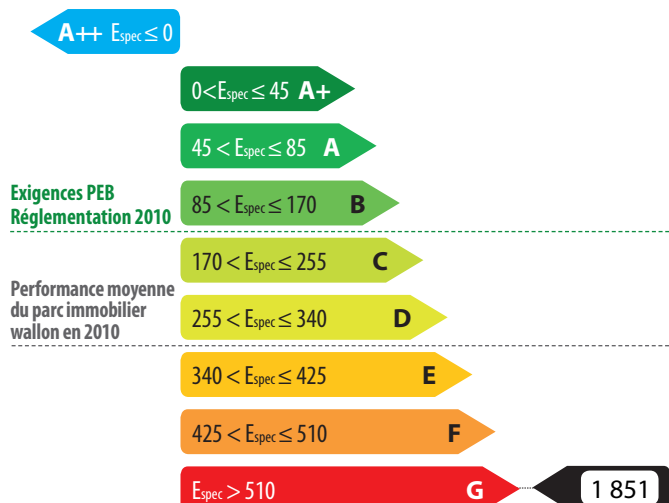 A++ Espec ≤ 0
0<Espec ≤ 45 A+
45 < Espec ≤ 85 A
Exigences PEB
Réglementation 2010
85 < Espec ≤ 170 B
170 < Espec ≤ 255 C
Performance moyenne
du parc immobilier
wallon en 2010
255 < Espec ≤ 340 D
340 < Espec ≤ 425 E
425 < Espec ≤ 510 F
Espec > 510 G 1 851